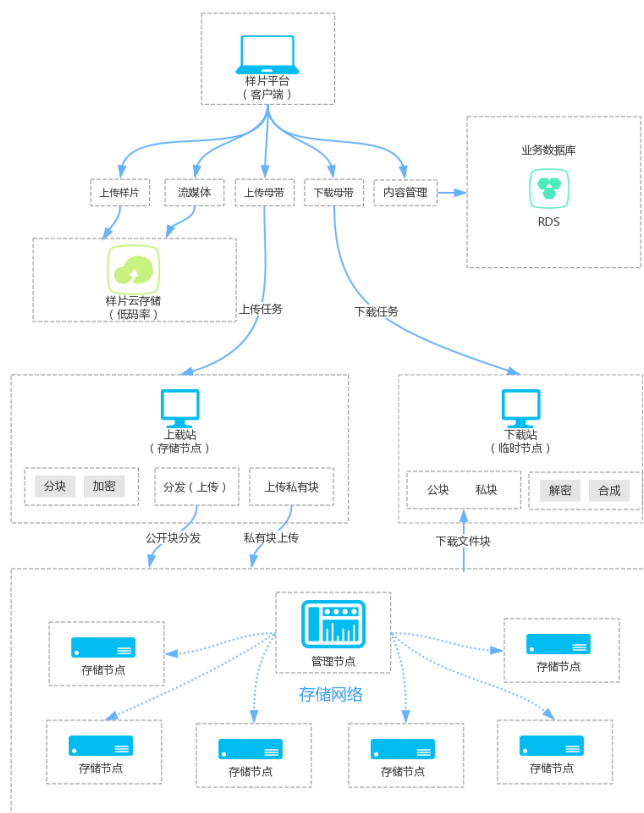 样片平台
（客户端）
上传样片
流媒体
上传母带
下载母带
内容管理
业务数据库
RDS
样片云存储
（低码率）
上传任务
下载任务
上载站
（存储节点）
下载站
（临时节点）
分块
加密
分发（上传）
上传私有块
公块
私块
解密
合成
公开块分发
私有块上传
下载文件块
管理节点
存储网络
存储节点
存储节点
存储节点
存储节点
存储节点
存储节点